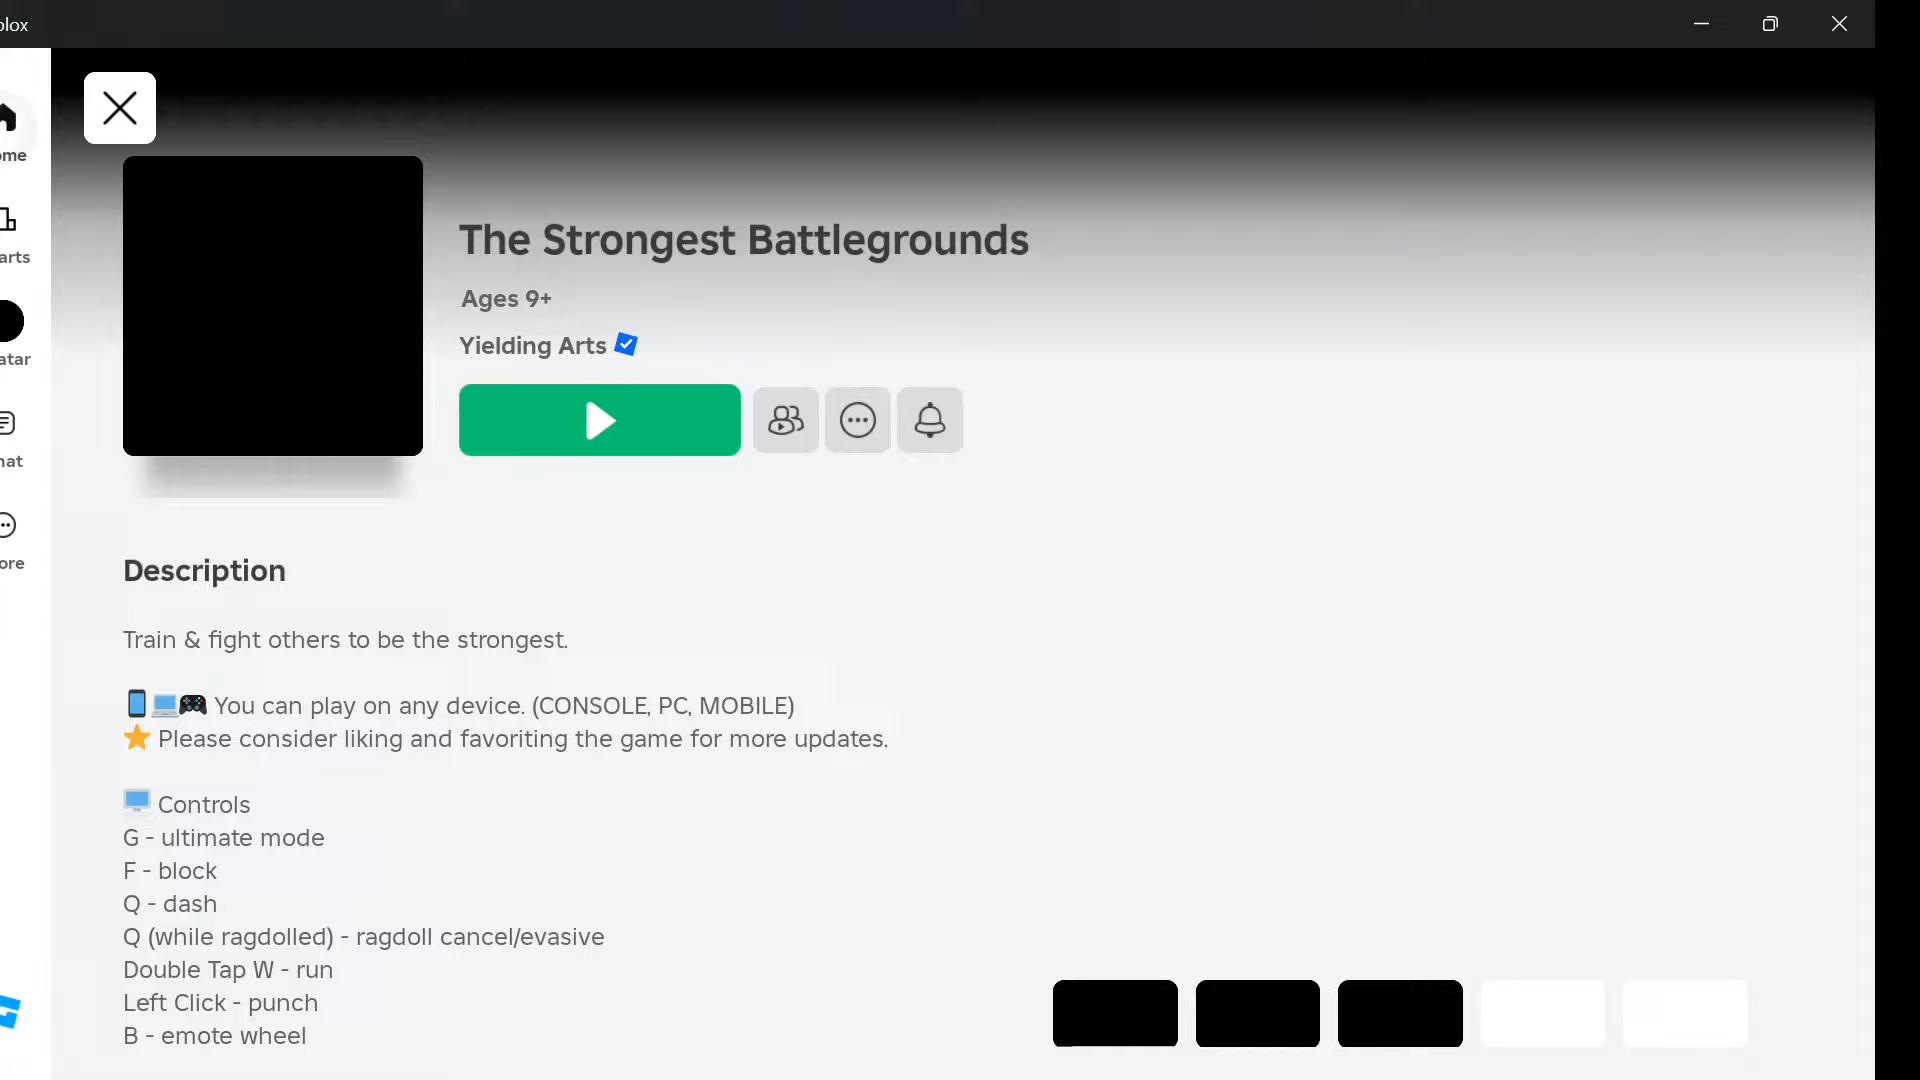 blox
ome
arts
atar
hat
ore
The Strongest Battlegrounds
Ages 9+
Yielding Arts
Description
Train & fight others to be the strongest.
📱💻🎮 You can play on any device. (CONSOLE, PC, MOBILE)
⭐ Please consider liking and favoriting the game for more updates.
🖥️ Controls
G - ultimate mode
F - block
Q - dash
Q (while ragdolled) - ragdoll cancel/evasive
Double Tap W - run
Left Click - punch
B - emote wheel